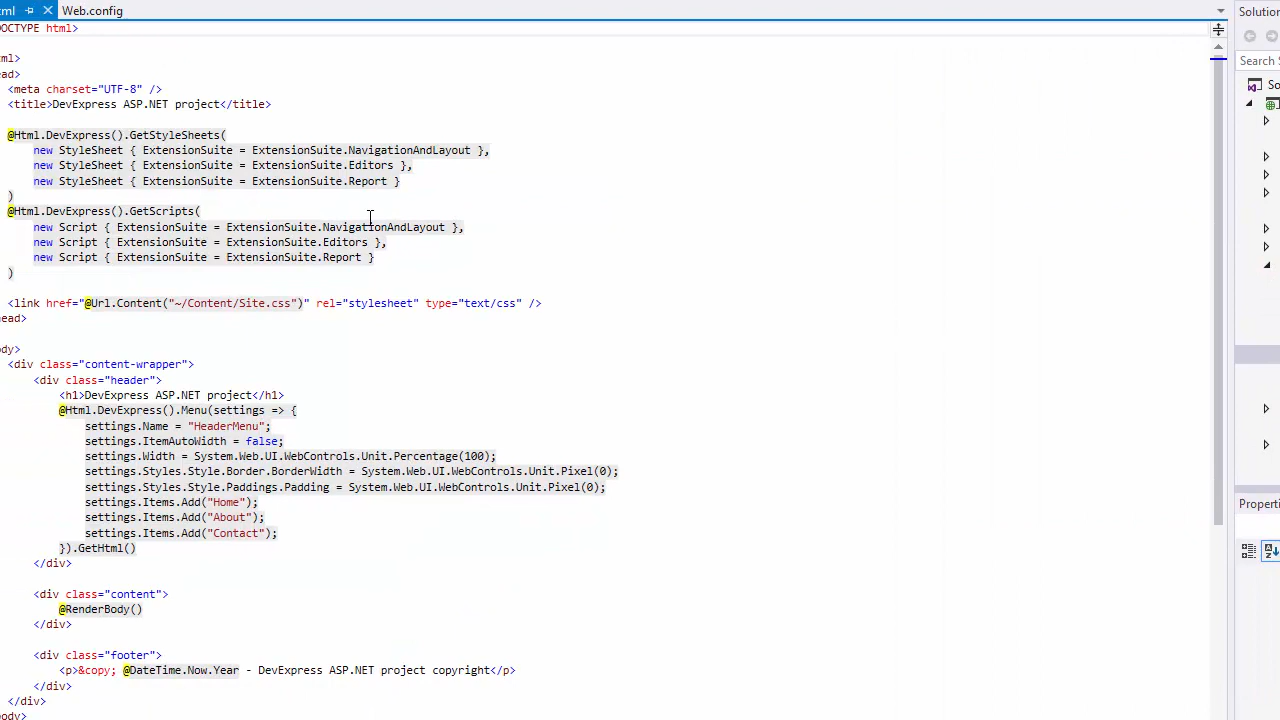 ml
Web.config
Solution
OCTYPE html>
Search S
ml>
ead>
So
<meta charset="UTF-8" />
<title>DevExpress ASP.NET project</title>
@Html.DevExpress().GetStyleSheets(
new StyleSheet { ExtensionSuite = ExtensionSuite.NavigationAndLayout },
new StyleSheet { ExtensionSuite = ExtensionSuite.Editors },
new StyleSheet { ExtensionSuite = ExtensionSuite.Report }
)
@Html.DevExpress().GetScripts(
new Script { ExtensionSuite = ExtensionSuite.NavigationAndLayout },
new Script { ExtensionSuite = ExtensionSuite.Editors },
new Script { ExtensionSuite = ExtensionSuite.Report }
)
<link href="@Url.Content("~/Content/Site.css")" rel="stylesheet" type="text/css" />
head>
ody>
<div class="content-wrapper">
<div class="header">
<h1>DevExpress ASP.NET project</h1>
@Html.DevExpress().Menu(settings => {
settings.Name = "HeaderMenu";
settings.ItemAutoWidth = false;
settings.Width = System.Web.UI.WebControls.Unit.Percentage(100);
settings.Styles.Style.Border.BorderWidth = System.Web.UI.WebControls.Unit.Pixel(0);
settings.Styles.Style.Paddings.Padding = System.Web.UI.WebControls.Unit.Pixel(0);
settings.Items.Add("Home");
settings.Items.Add("About");
settings.Items.Add("Contact");
}).GetHtml()
</div>
Properti
<div class="content">
@RenderBody()
</div>
<div class="footer">
<p>&copy; @DateTime.Now.Year - DevExpress ASP.NET project copyright</p>
</div>
</div>
body>